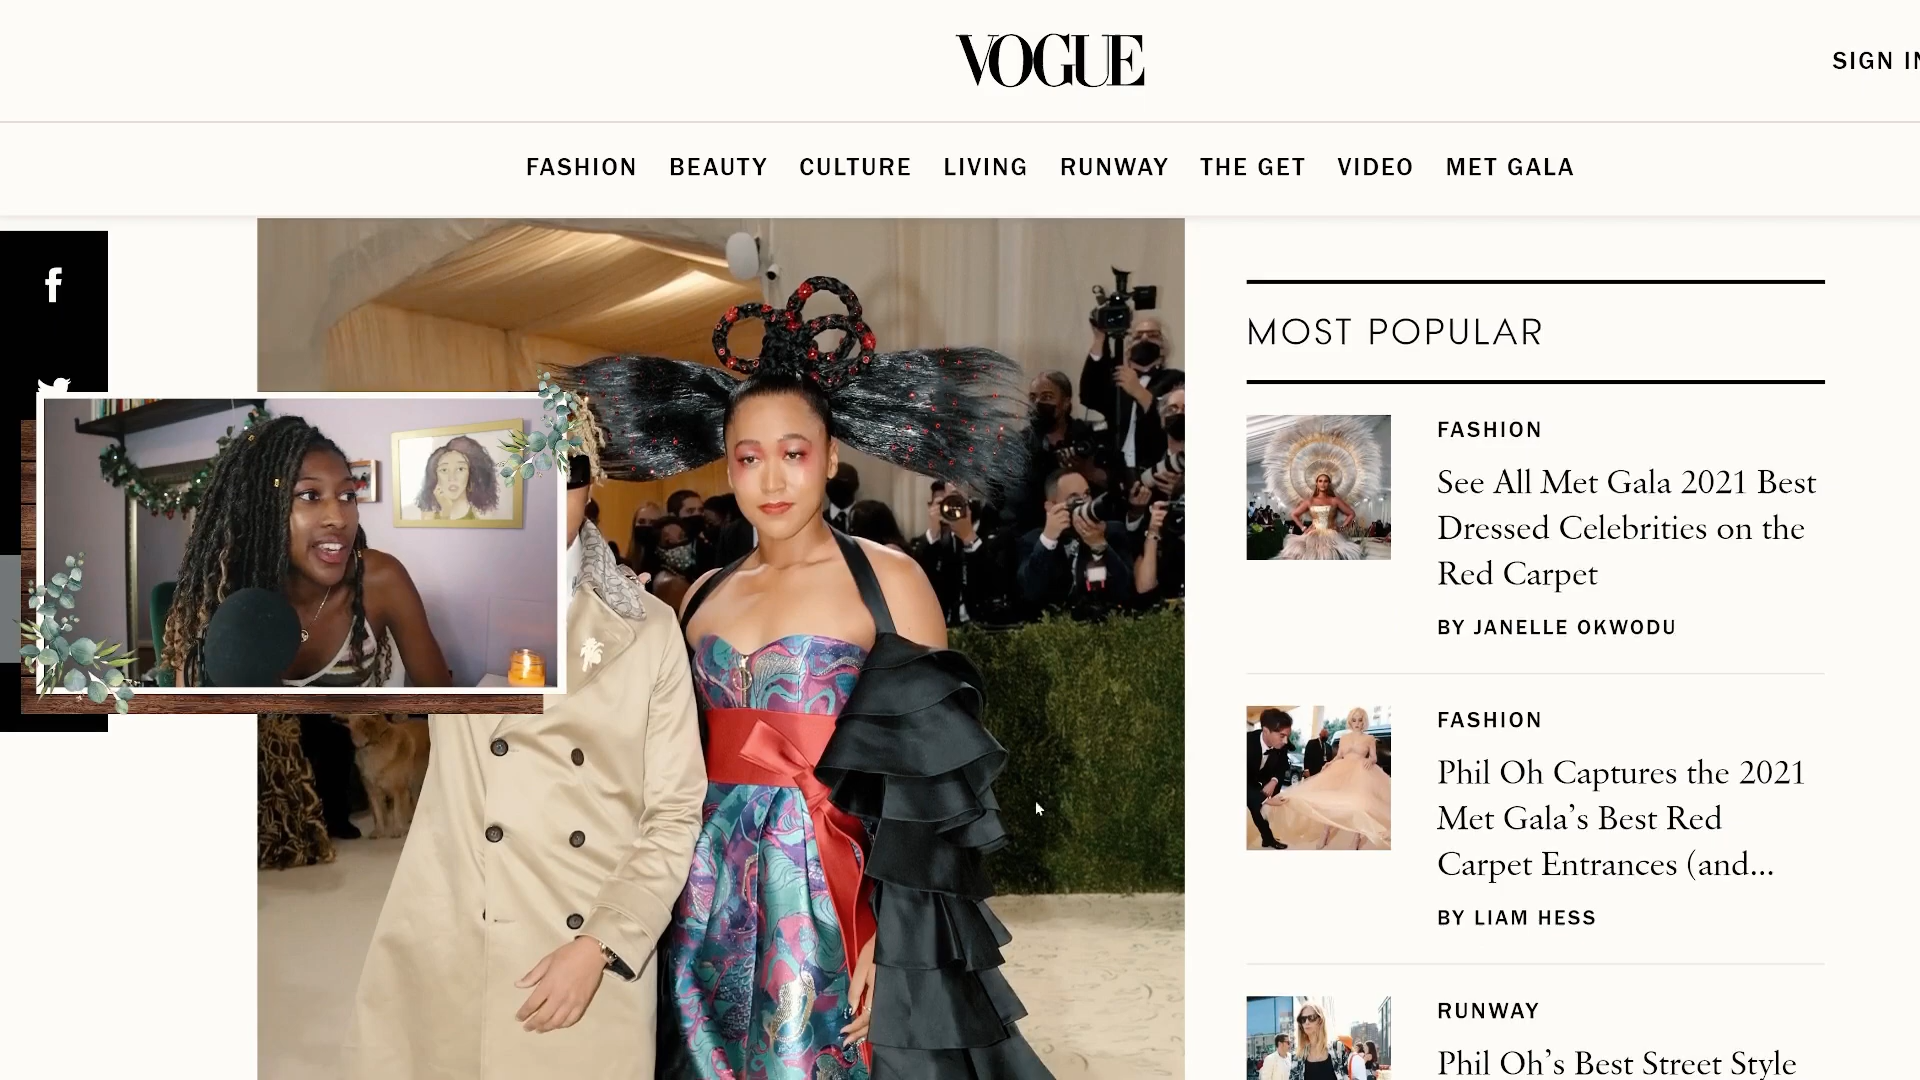 VOGUE
SIGN IN
FASHION BEAUTY CULTURE LIVING RUNWAY THE GET VIDEO MET GALA
MOST POPULAR
FASHION
See All Met Gala 2021 Best
Dressed Celebrities on the
Red Carpet
BY JANELLE OKWODU
FASHION
Phil Oh Captures the 2021
Met Gala’s Best Red
Carpet Entrances (and...
BY LIAM HESS
RUNWAY
Phil Oh’s Best Street Style